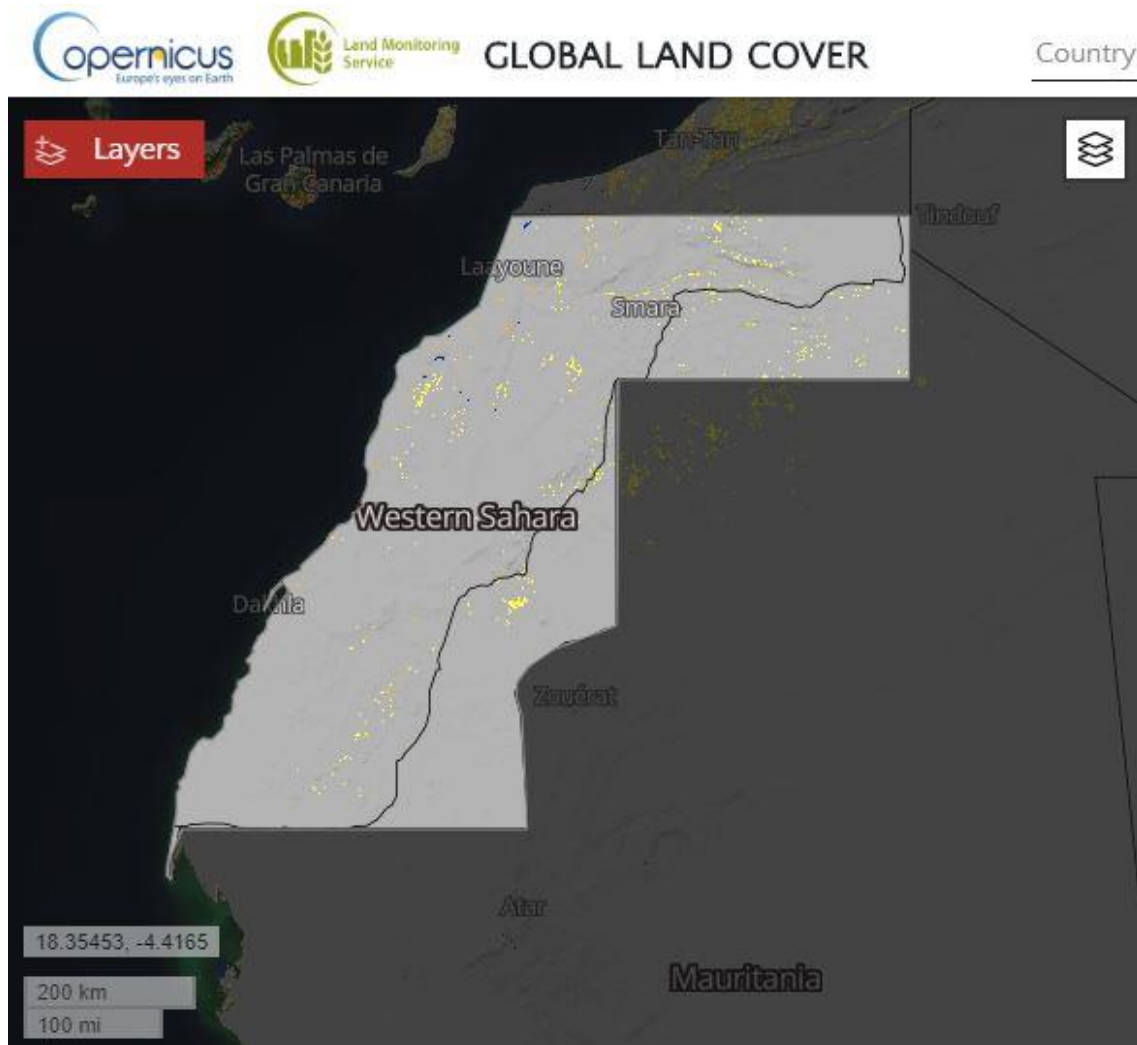 opernicus
Europe's eyes on Earth
Land Monitoring
Service
GLOBAL LAND COVER
Country
Layers
Las Palmas de
Gran Canaria
Tan-Tan
Tindouf
Laayoune
Smara
Western Sahara
Dakhla
Zouérat
Atar
Mauritania
18.35453, -4.4165
200 km
100 mi